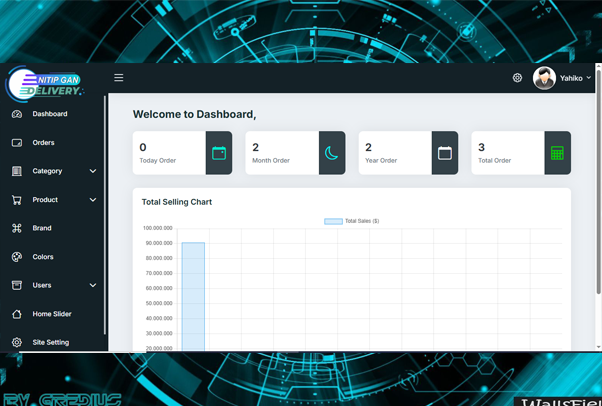 NITIP GAN
DELIVERY
Yahiko
Dashboard
Orders
Category
Product
Brand
Colors
Users
Home Slider
Site Setting
Welcome to Dashboard,
0
Today Order
2
Month Order
2
Year Order
3
Total Order
Total Selling Chart
Total Sales ($)
100.000.000
90.000.000
80.000.000
70.000.000
60.000.000
50.000.000
40.000.000
30.000.000
20.000.000
BY GREDIUS